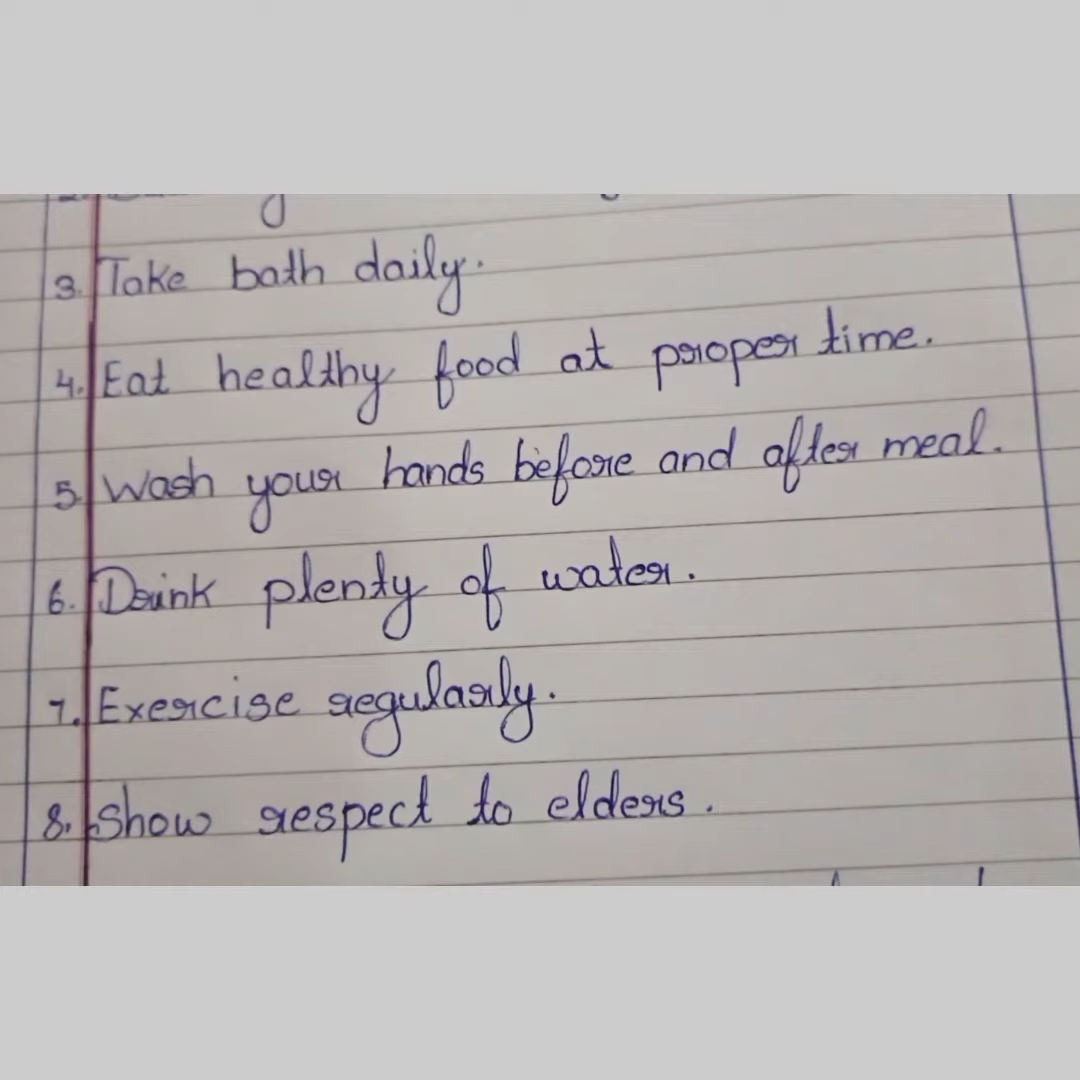 3. Take bath daily.
4. Eat healthy food at proper time.
5. Wash your hands before and after meal.
6. Drink plenty of water.
7. Exercise regularly.
8. Show respect to elders.